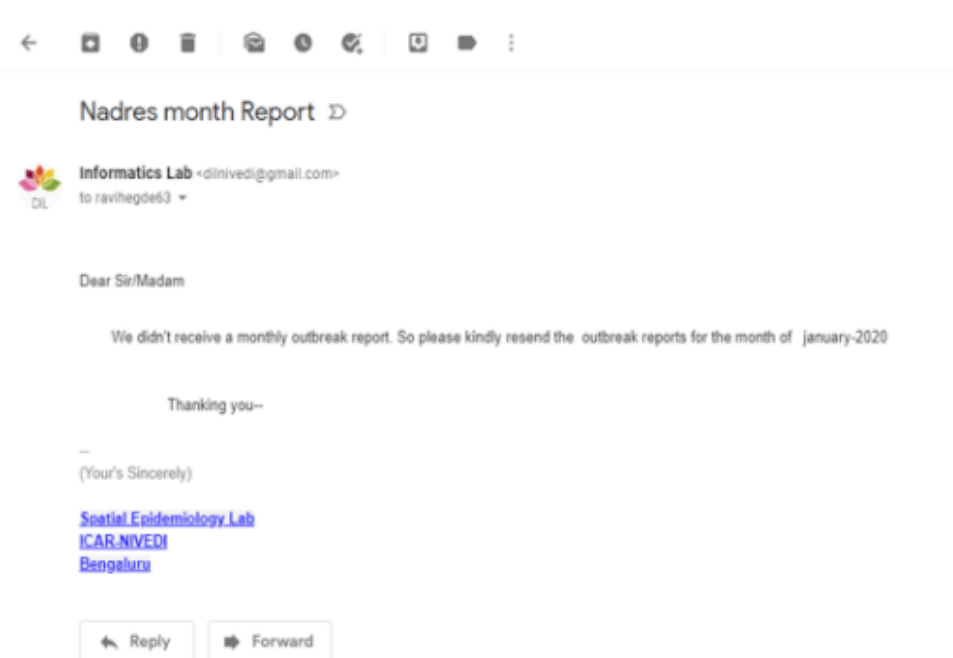 Nadres month Report
Informatics Lab <dilnivedi@gmail.com>
to ravihegde63
DIL
Dear Sir/Madam
We didn't receive a monthly outbreak report. So please kindly resend the outbreak reports for the month of january-2020
Thanking you--
--
(Your's Sincerely)
Spatial Epidemiology Lab
ICAR-NIVEDI
Bengaluru
Reply Forward